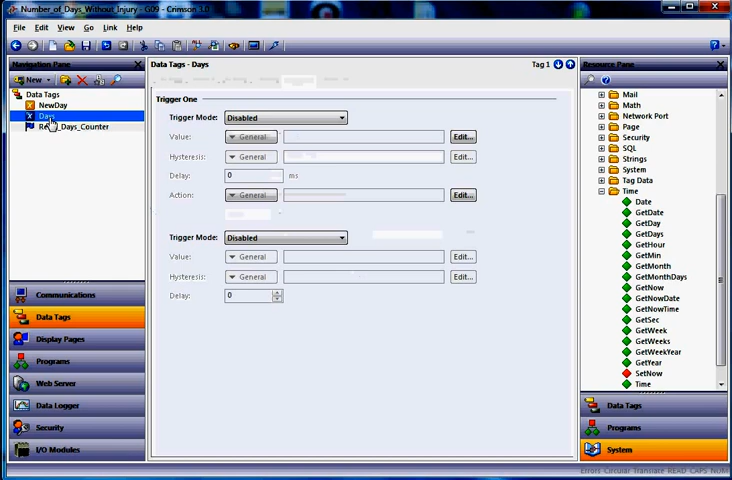 Number_of_Days_Without_Injury - G09 - Crimson 3.0
File Edit View Go Link Help
Navigation Pane
New
Data Tags
NewDay
Days
Communications
Data Tags
Display Pages
Programs
Web Server
Data Logger
Security
I/O Modules
Data Tags - Days
Tag 1
Trigger One
Trigger Mode: Disabled
Value: General Edit...
Hysteresis: General Edit...
Delay: 0 ms
Action: General Edit...
Trigger Mode: Disabled
Value: General Edit...
Hysteresis: General Edit...
Delay: 0
Resource Pane
Mail
Math
Network Port
Page
Security
SQL
Strings
System
Tag Data
Time
Date
GetDate
GetDay
GetDays
GetHour
GetMin
GetMonth
GetMonthDays
GetNow
GetNowDate
GetNowTime
GetSec
GetWeek
GetWeeks
GetWeekYear
GetYear
SetNow
Time
Data Tags
Programs
System
Errors Circular Translate READ CAPS NUM